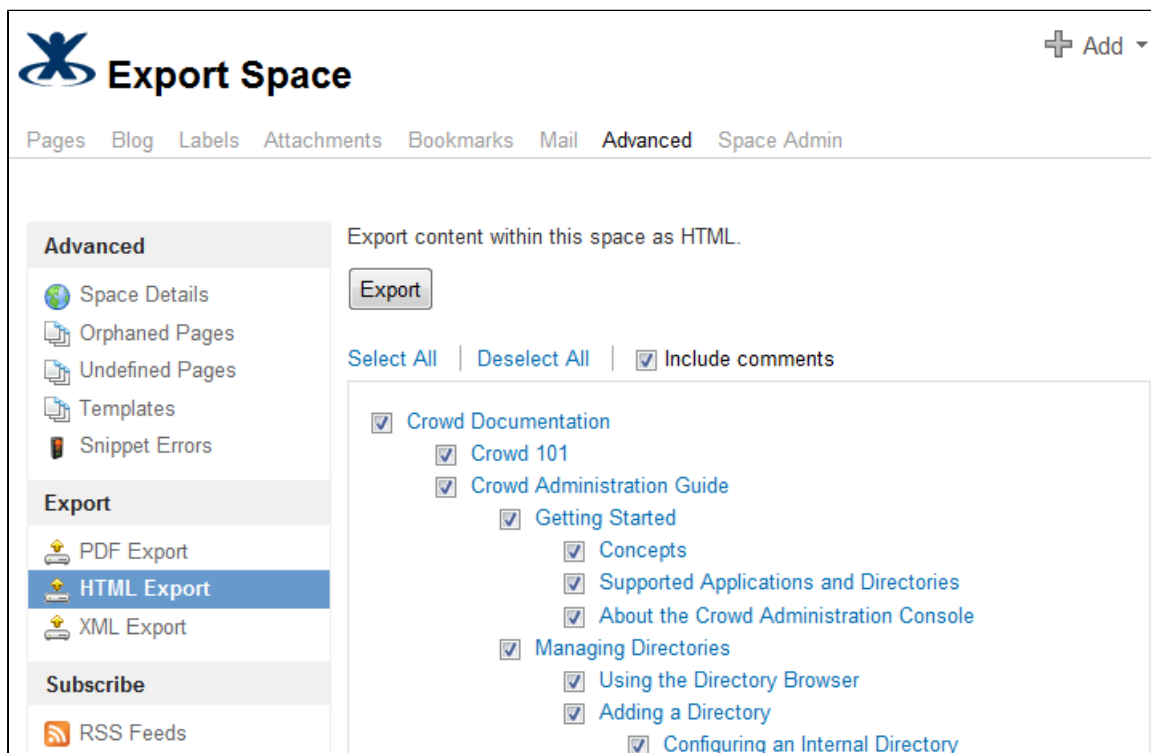 Export Space
Add
Pages Blog Labels Attachments Bookmarks Mail Advanced Space Admin
Advanced
Space Details
Orphaned Pages
Undefined Pages
Templates
Snippet Errors
Export
PDF Export
HTML Export
XML Export
Subscribe
RSS Feeds
Export content within this space as HTML.
Export
Select All Deselect All Include comments
Crowd Documentation
Crowd 101
Crowd Administration Guide
Getting Started
Concepts
Supported Applications and Directories
About the Crowd Administration Console
Managing Directories
Using the Directory Browser
Adding a Directory
Configuring an Internal Directory